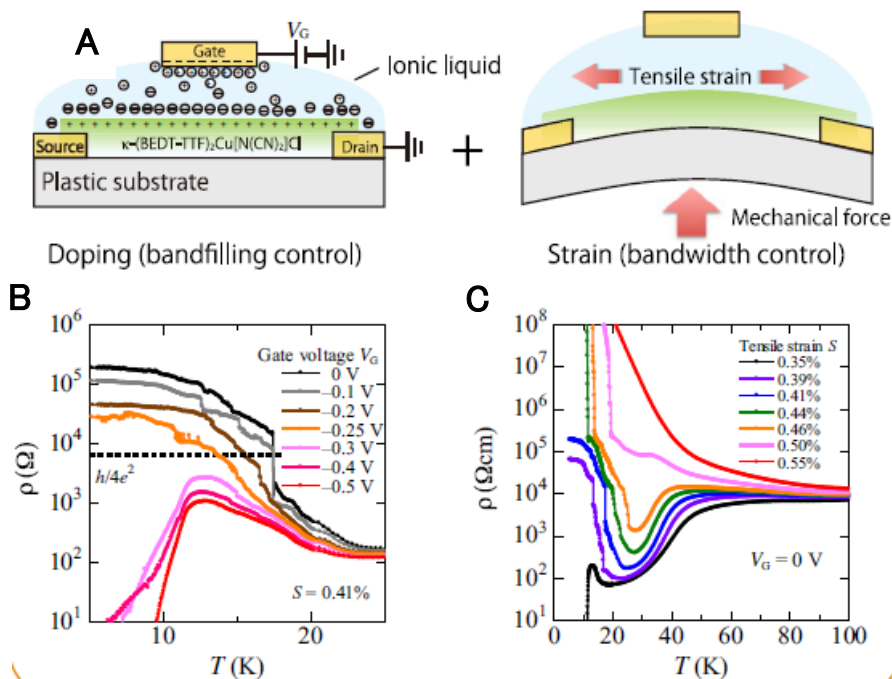 A
Gate
V_G
Ionic liquid
Tensile strain
+ + + + + + + + + + + + + + + +
Source
κ-(BEDT-TTF)₂Cu[N(CN)₂]Cl
Drain
+
Plastic substrate
Mechanical force
Doping (bandfilling control)
Strain (bandwidth control)
B
ρ (Ω)
10⁶
10⁵
10⁴
10³
10²
10¹
Gate voltage V_G
0 V
–0.1 V
–0.2 V
–0.25 V
–0.3 V
–0.4 V
–0.5 V
h/4e²
S = 0.41%
10
15
20
25
T (K)
C
ρ (Ωcm)
10⁸
10⁷
10⁶
10⁵
10⁴
10³
10²
10¹
Tensile strain S
0.35%
0.39%
0.41%
0.44%
0.46%
0.50%
0.55%
V_G = 0 V
0
20
40
60
80
100
T (K)